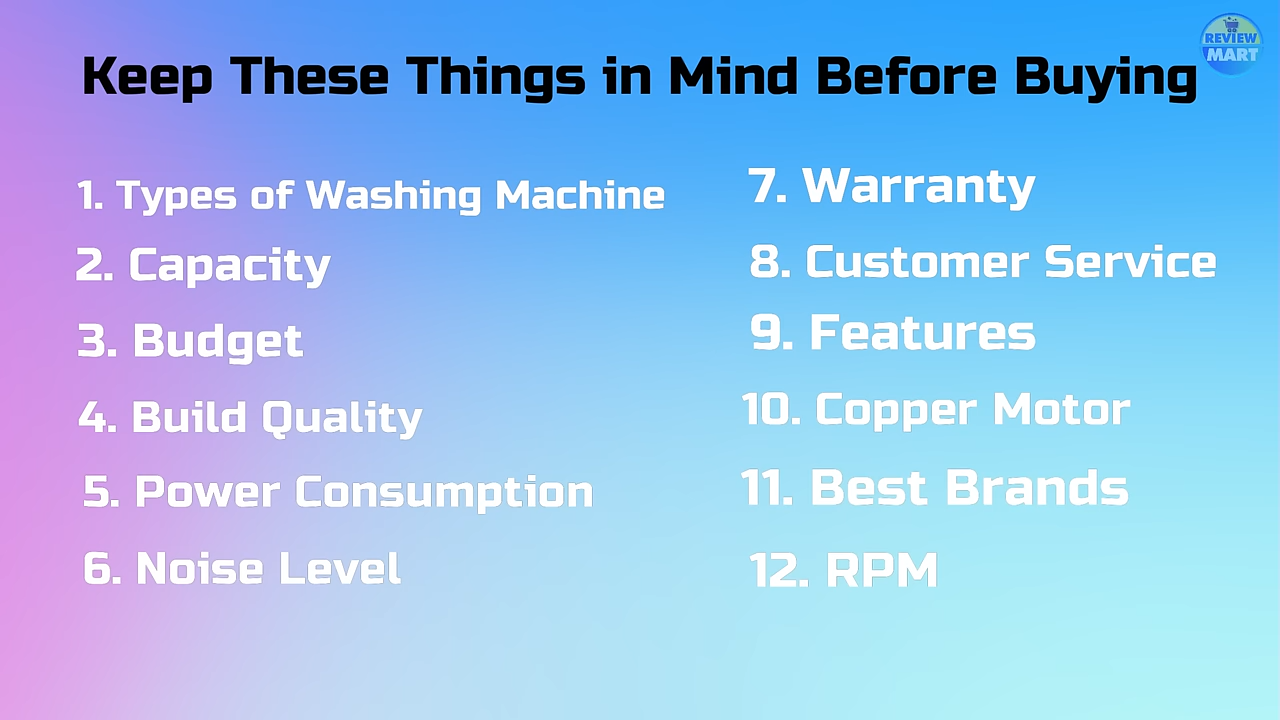 REVIEW
MART
Keep These Things in Mind Before Buying
1. Types of Washing Machine
2. Capacity
3. Budget
4. Build Quality
5. Power Consumption
6. Noise Level
7. Warranty
8. Customer Service
9. Features
10. Copper Motor
11. Best Brands
12. RPM